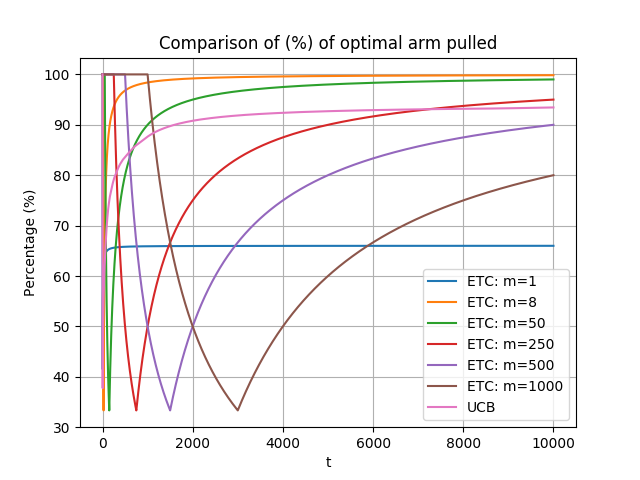 Comparison of (%) of optimal arm pulled
Percentage (%)
100
90
80
70
60
50
40
30
0
2000
4000
6000
8000
10000
t
ETC: m=1
ETC: m=8
ETC: m=50
ETC: m=250
ETC: m=500
ETC: m=1000
UCB